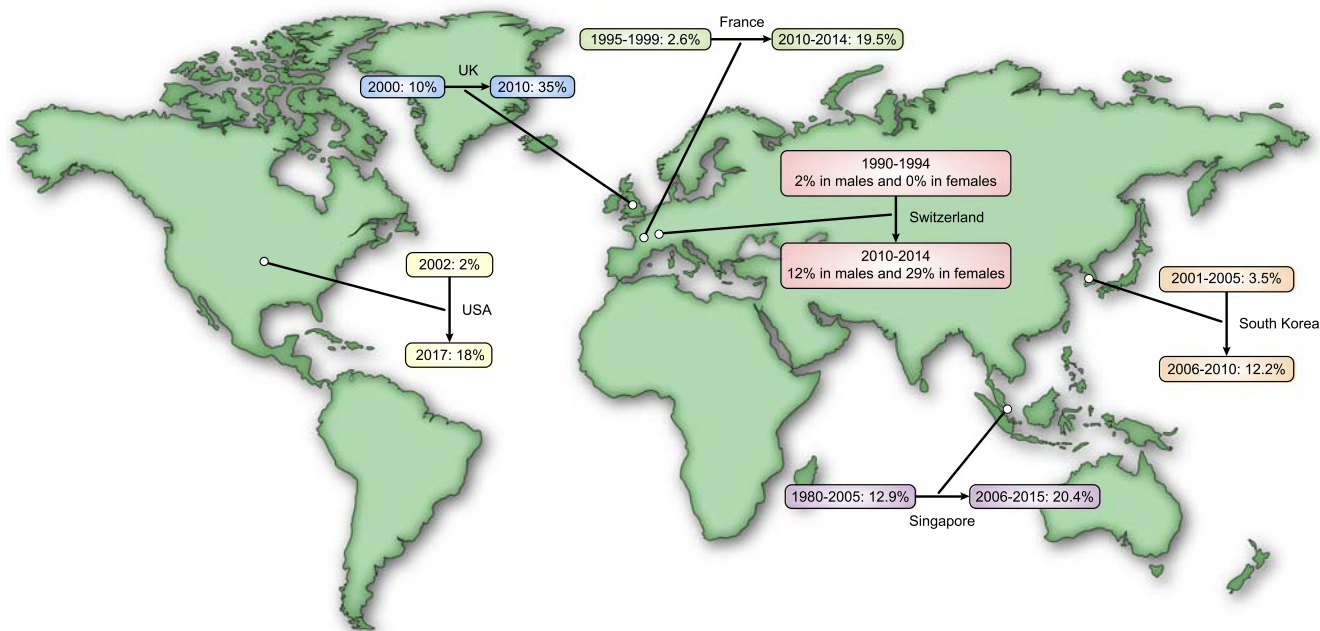 France
1995-1999: 2.6%
2010-2014: 19.5%
UK
2000: 10%
2010: 35%
1990-1994
2% in males and 0% in females
Switzerland
2010-2014
12% in males and 29% in females
2002: 2%
USA
2017: 18%
2001-2005: 3.5%
South Korea
2006-2010: 12.2%
1980-2005: 12.9%
2006-2015: 20.4%
Singapore